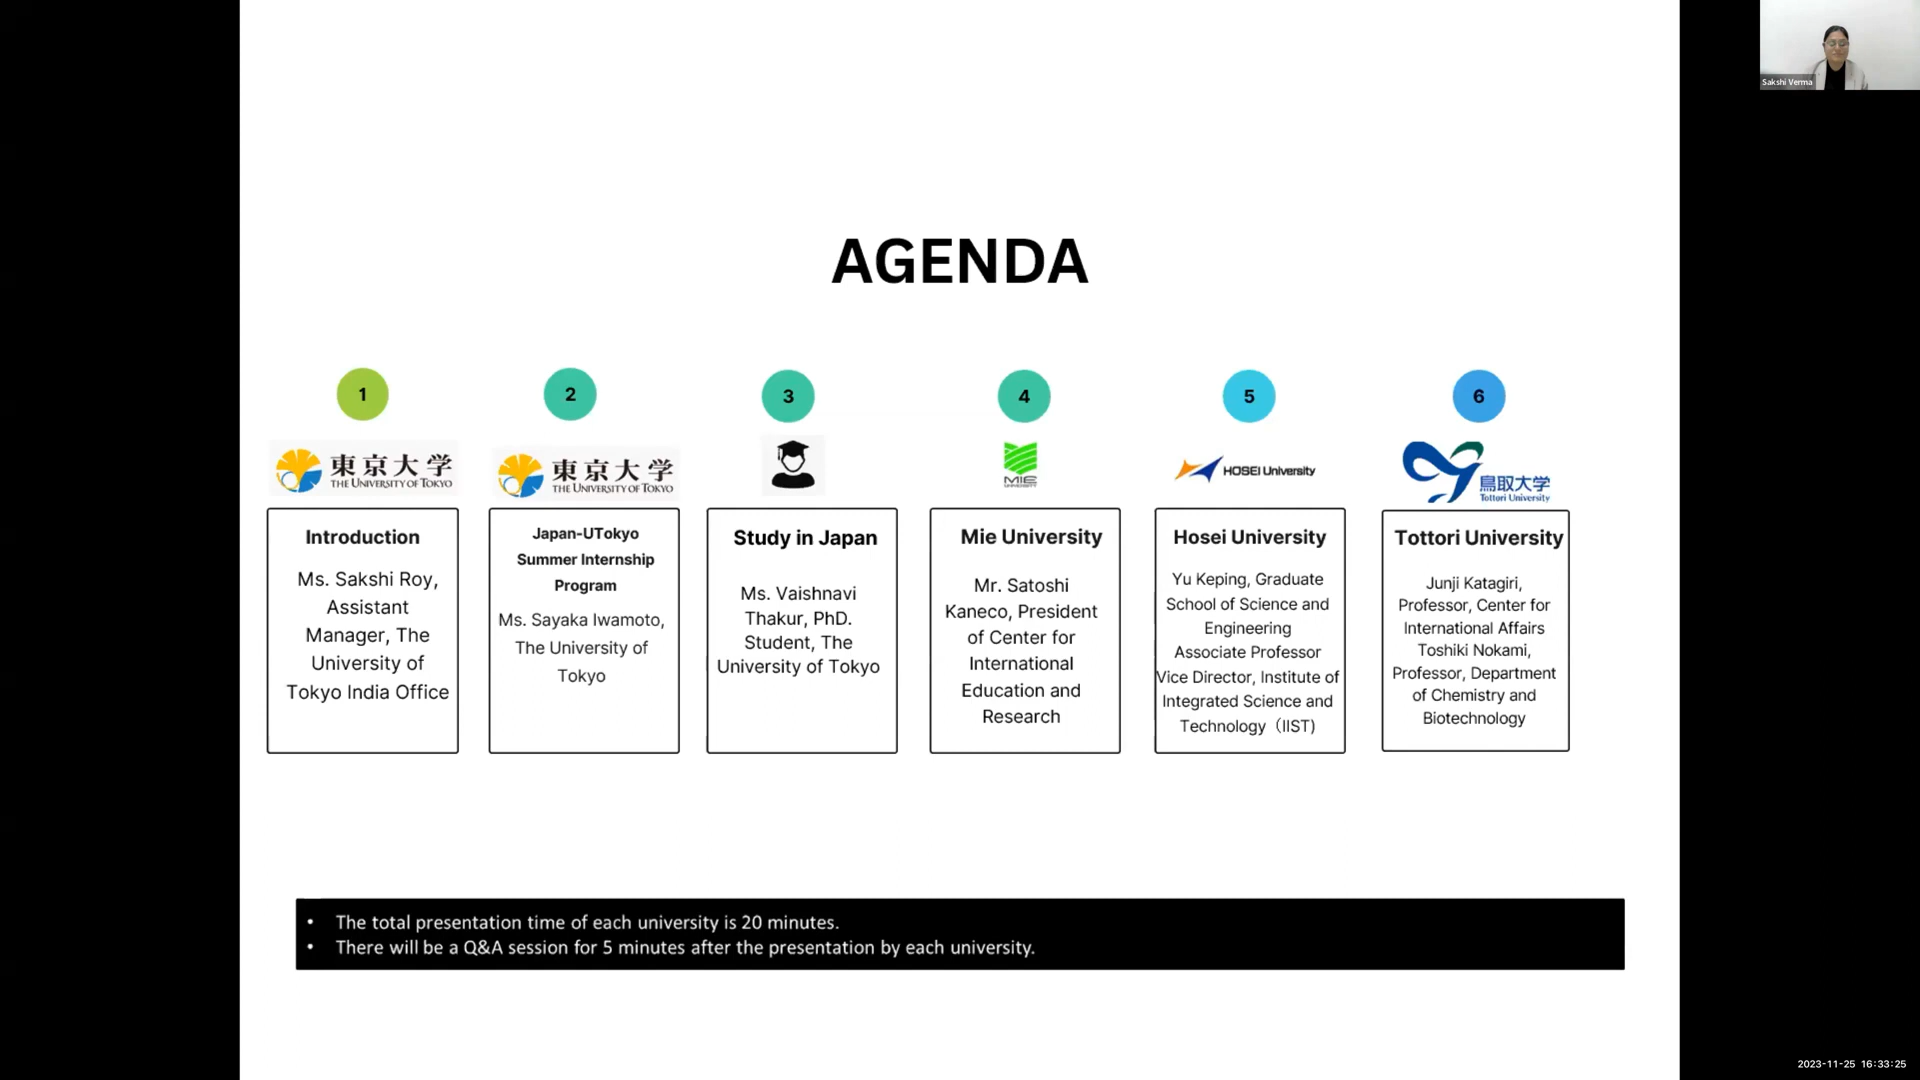 Sakshi Verma
AGENDA
1
東京大学
THE UNIVERSITY OF TOKYO
Introduction
Ms. Sakshi Roy,
Assistant
Manager, The
University of
Tokyo India Office
2
東京大学
THE UNIVERSITY OF TOKYO
Japan-UTokyo
Summer Internship
Program
Ms. Sayaka Iwamoto,
The University of
Tokyo
3
Study in Japan
Ms. Vaishnavi
Thakur, PhD.
Student, The
University of Tokyo
4
MIE
UNIVERSITY
Mie University
Mr. Satoshi
Kaneco, President
of Center for
International
Education and
Research
5
HOSEI University
Hosei University
Yu Keping, Graduate
School of Science and
Engineering
Associate Professor
Vice Director, Institute of
Integrated Science and
Technology（IIST)
6
鳥取大学
Tottori University
Tottori University
Junji Katagiri,
Professor, Center for
International Affairs
Toshiki Nokami,
Professor, Department
of Chemistry and
Biotechnology
• The total presentation time of each university is 20 minutes.
• There will be a Q&A session for 5 minutes after the presentation by each university.
2023-11-25 16:33:25